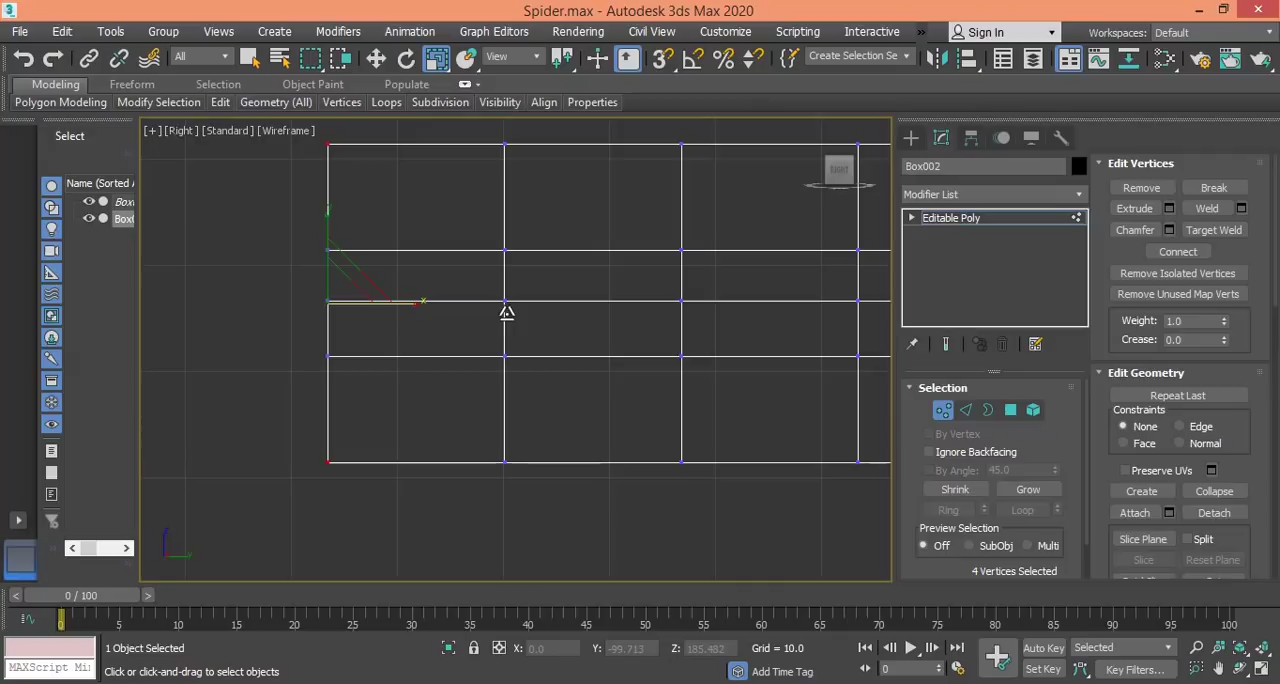 Spider.max - Autodesk 3ds Max 2020
File Edit Tools Group Views Create Modifiers Animation Graph Editors Rendering Civil View Customize Scripting Interactive Sign In Workspaces: Default
All View Create Selection Se
Modeling Freeform Selection Object Paint Populate
Polygon Modeling Modify Selection Edit Geometry (All) Vertices Loops Subdivision Visibility Align Properties
Select
Name (Sorted A
Box
Box
[+] [Right] [Standard] [Wireframe]
RIGHT
x
Box002
Modifier List
Editable Poly
Selection
By Vertex
Ignore Backfacing
By Angle: 45.0
Shrink Grow
Ring Loop
Preview Selection
Off SubObj Multi
4 Vertices Selected
Edit Vertices
Remove Break
Extrude Weld
Chamfer Target Weld
Connect
Remove Isolated Vertices
Remove Unused Map Verts
Weight: 1.0
Crease: 0.0
Edit Geometry
Repeat Last
Constraints
None Edge
Face Normal
Preserve UVs
Create Collapse
Attach Detach
Slice Plane Split
Slice Reset Plane
0 / 100
0 5 10 15 20 25 30 35 40 45 50 55 60 65 70 75 80 85 90 95 100
1 Object Selected X: 0.0 Y: -99.713 Z: 185.482 Grid = 10.0 Auto Key Selected
MAXScript Mi Click or click-and-drag to select objects Add Time Tag 0 Set Key Key Filters...